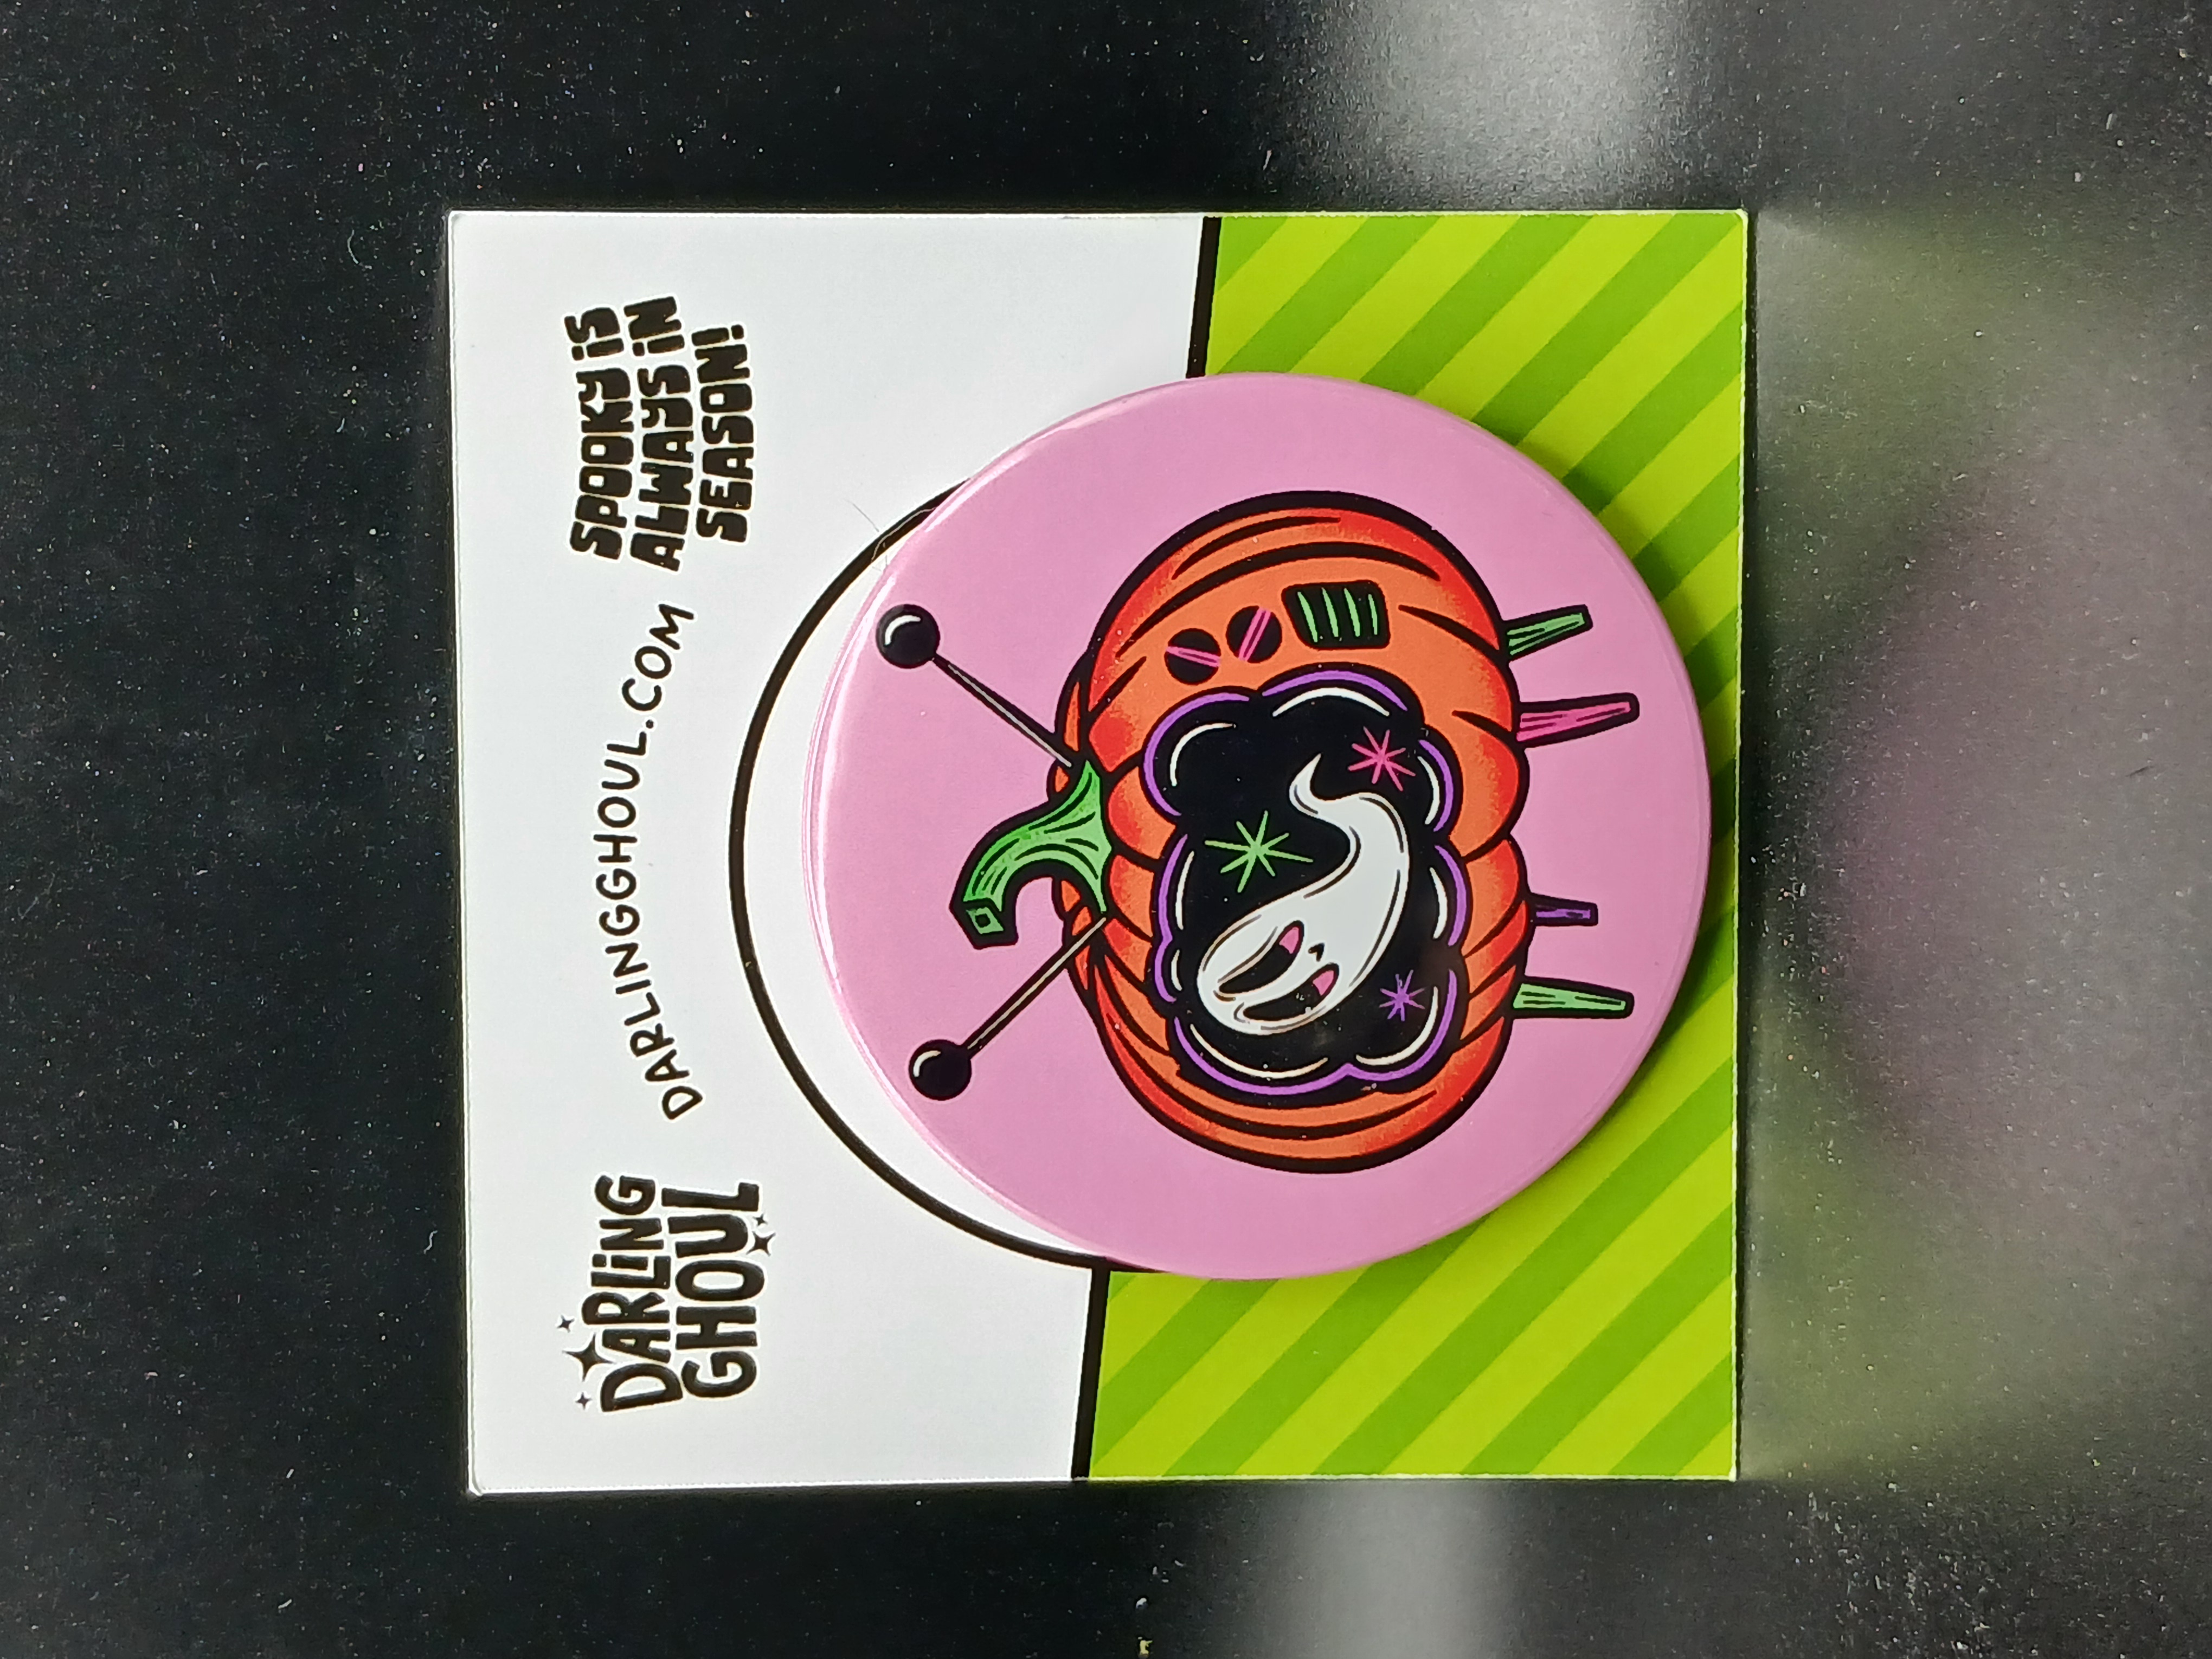 DARLING
GHOUL
DARLINGGHOUL.COM
SPOOKY IS
ALWAYS IN
SEASON!